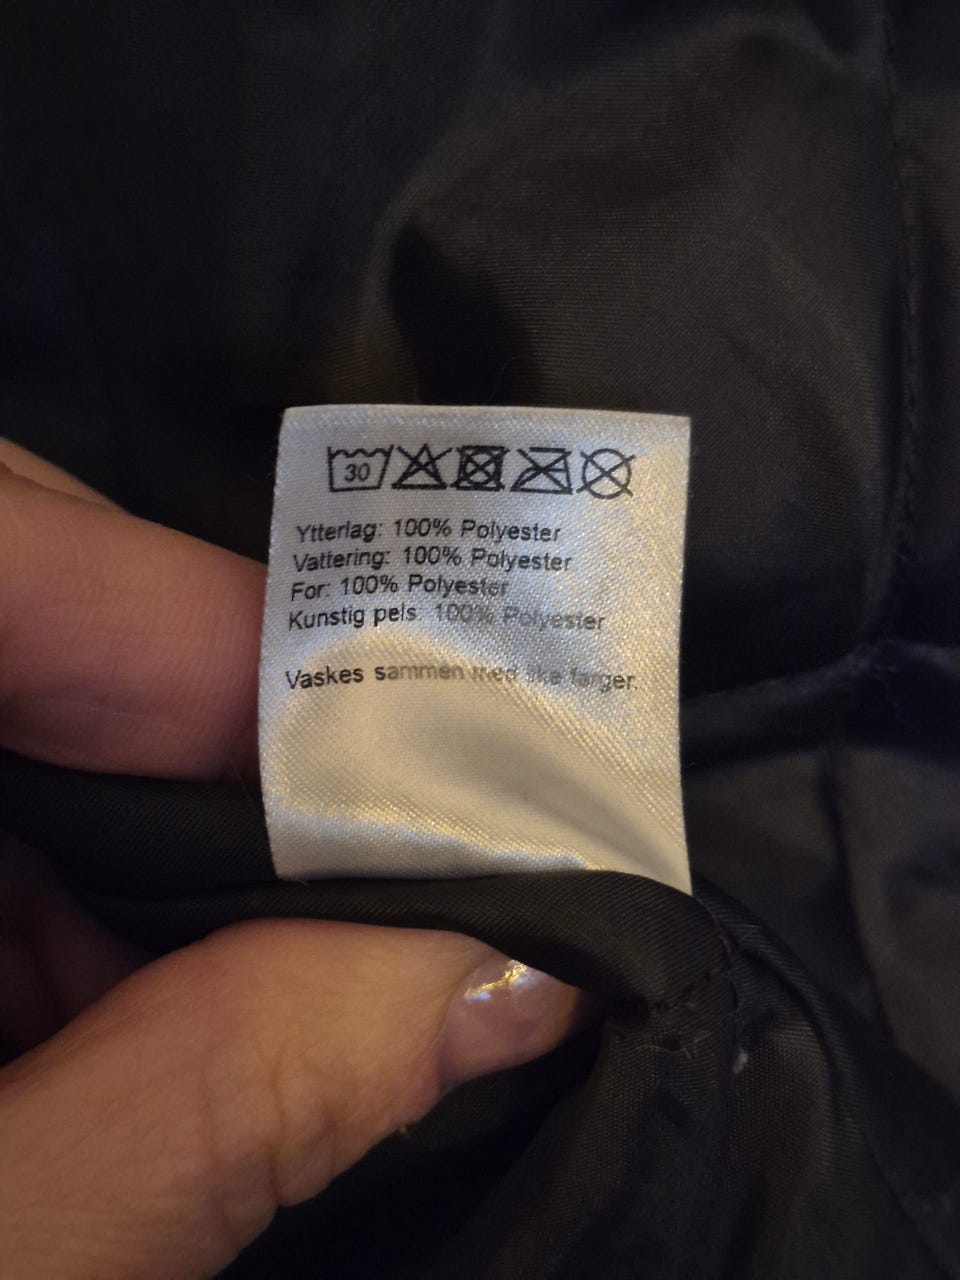 30
Ytterlag: 100% Polyester
Vattering: 100% Polyester
For: 100% Polyester
Kunstig pels: 100% Polyester
Vaskes sammen med like farger.